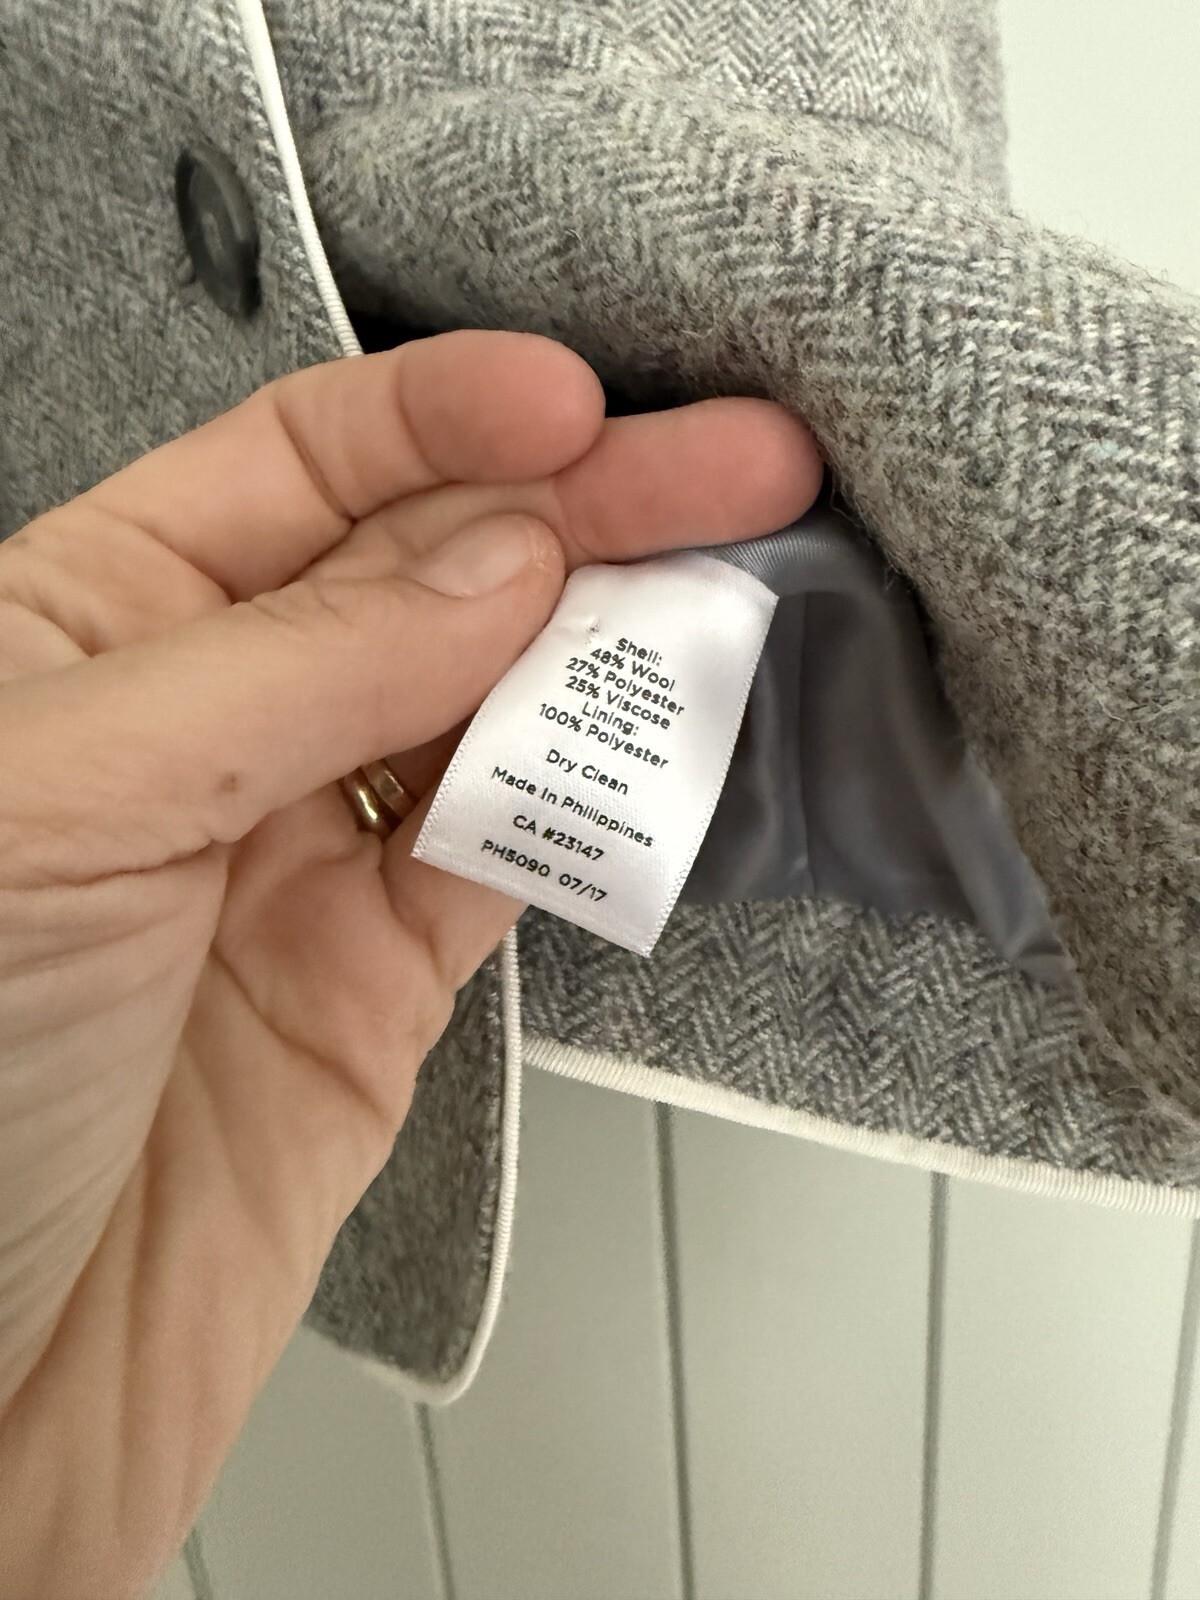 Shell:
48% Wool
27% Polyester
25% Viscose
Lining:
100% Polyester
Dry Clean
Made In Philippines
CA #23147
PH5090 07/17